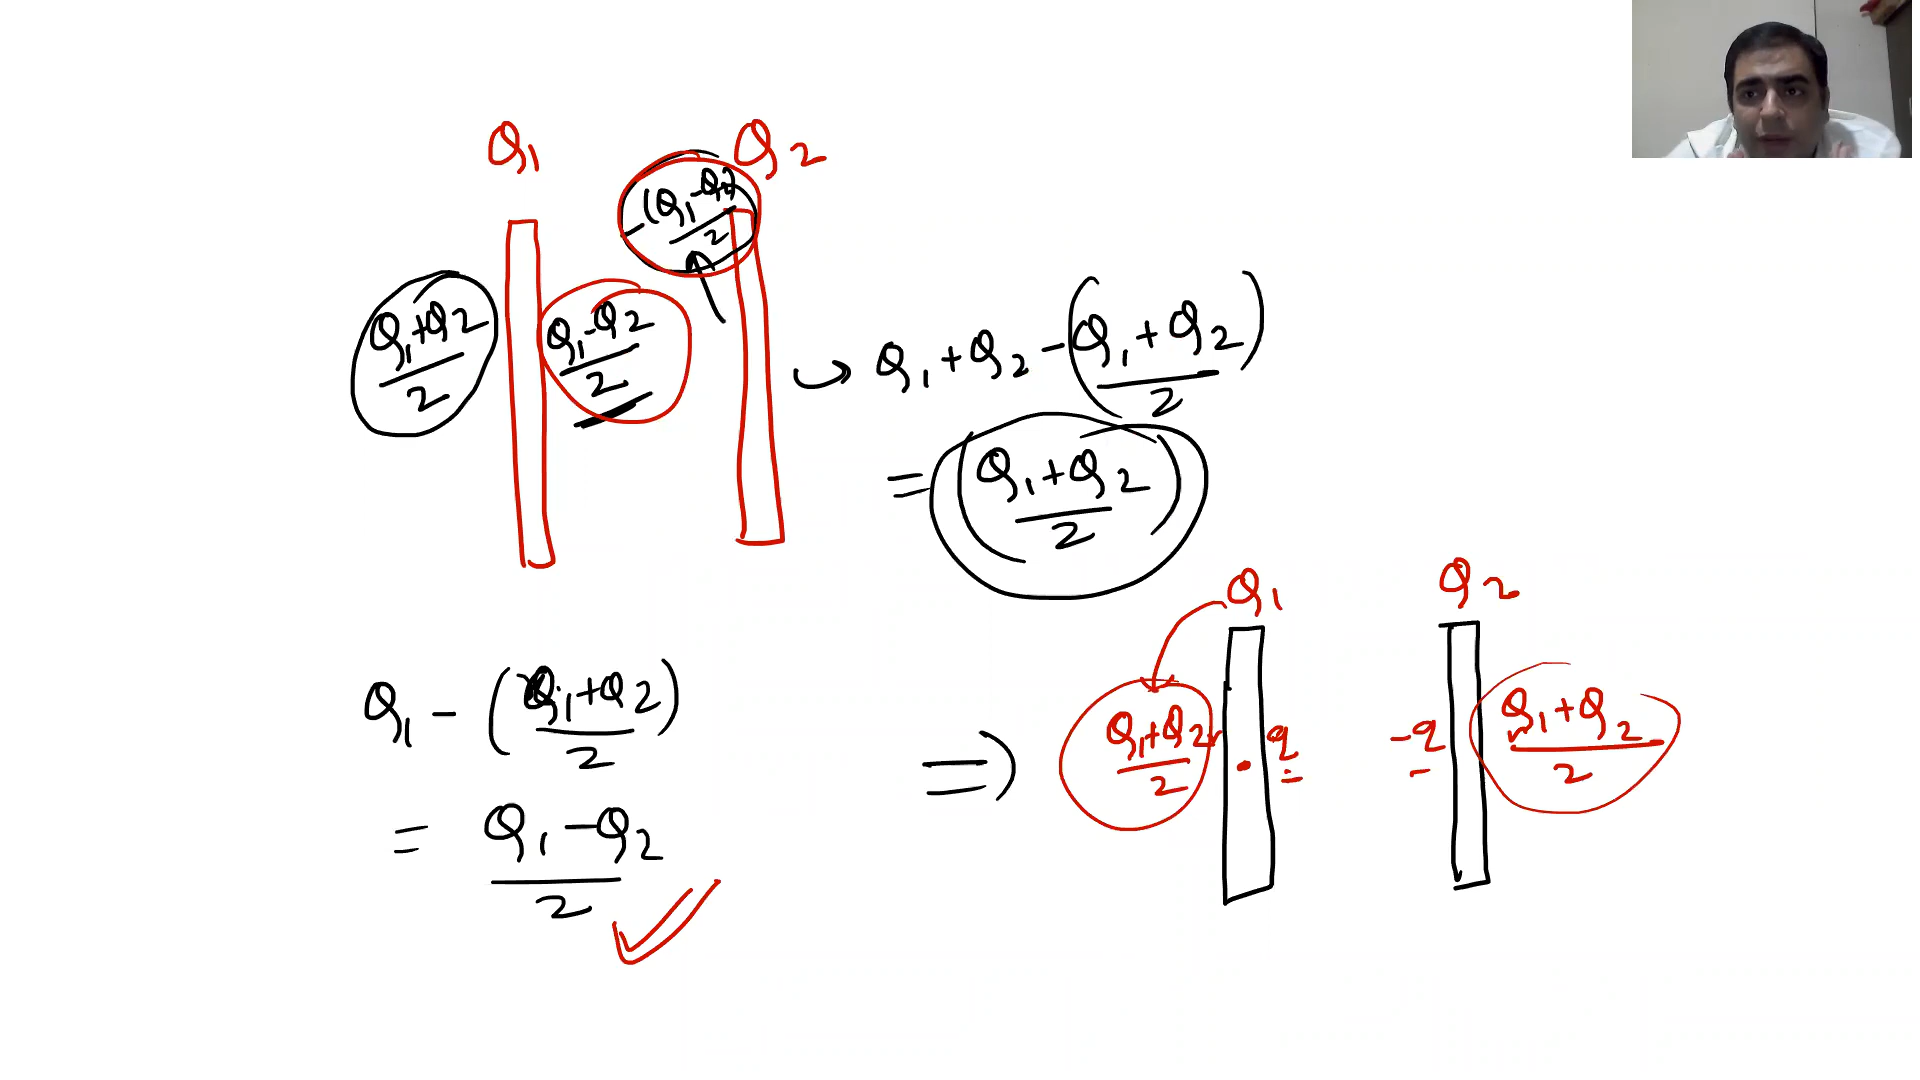 Q₁
Q₂
-(Q₁-Q₂)/2
(Q₁+Q₂)/2
(Q₁-Q₂)/2
Q₁+Q₂-(Q₁+Q₂)/2
=((Q₁+Q₂)/2)
Q₁-(Q₁+Q₂)/2
=(Q₁-Q₂)/2
⇒
Q₁
Q₂
(Q₁+Q₂)/2
q
-q
(Q₁+Q₂)/2